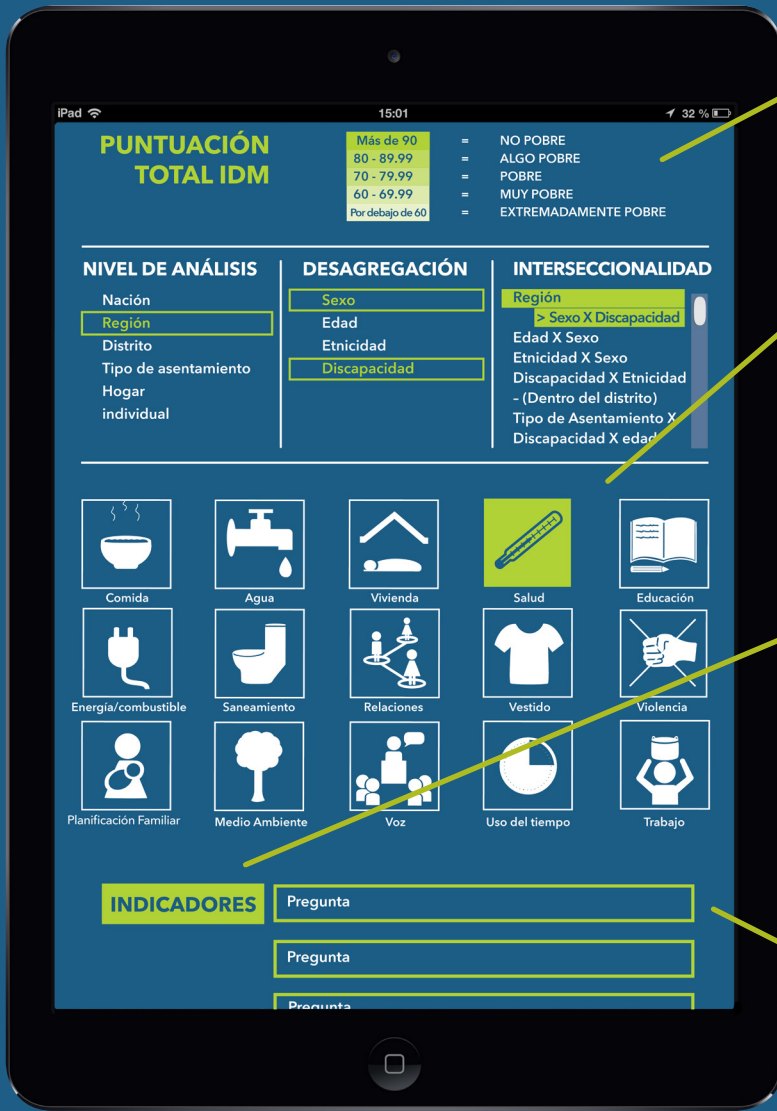 iPad
15:01
32 %
PUNTUACIÓN
TOTAL IDM
Más de 90 = NO POBRE
80 - 89.99 = ALGO POBRE
70 - 79.99 = POBRE
60 - 69.99 = MUY POBRE
Por debajo de 60 = EXTREMADAMENTE POBRE
NIVEL DE ANÁLISIS
Nación
Región
Distrito
Tipo de asentamiento
Hogar
individual
DESAGREGACIÓN
Sexo
Edad
Etnicidad
Discapacidad
INTERSECCIONALIDAD
Región
> Sexo X Discapacidad
Edad X Sexo
Etnicidad X Sexo
Discapacidad X Etnicidad
- (Dentro del distrito)
Tipo de Asentamiento X
Discapacidad X edad
Comida
Agua
Vivienda
Salud
Educación
Energía/combustible
Saneamiento
Relaciones
Vestido
Violencia
Planificación Familiar
Medio Ambiente
Voz
Uso del tiempo
Trabajo
INDICADORES
Pregunta
Pregunta
Pregunta